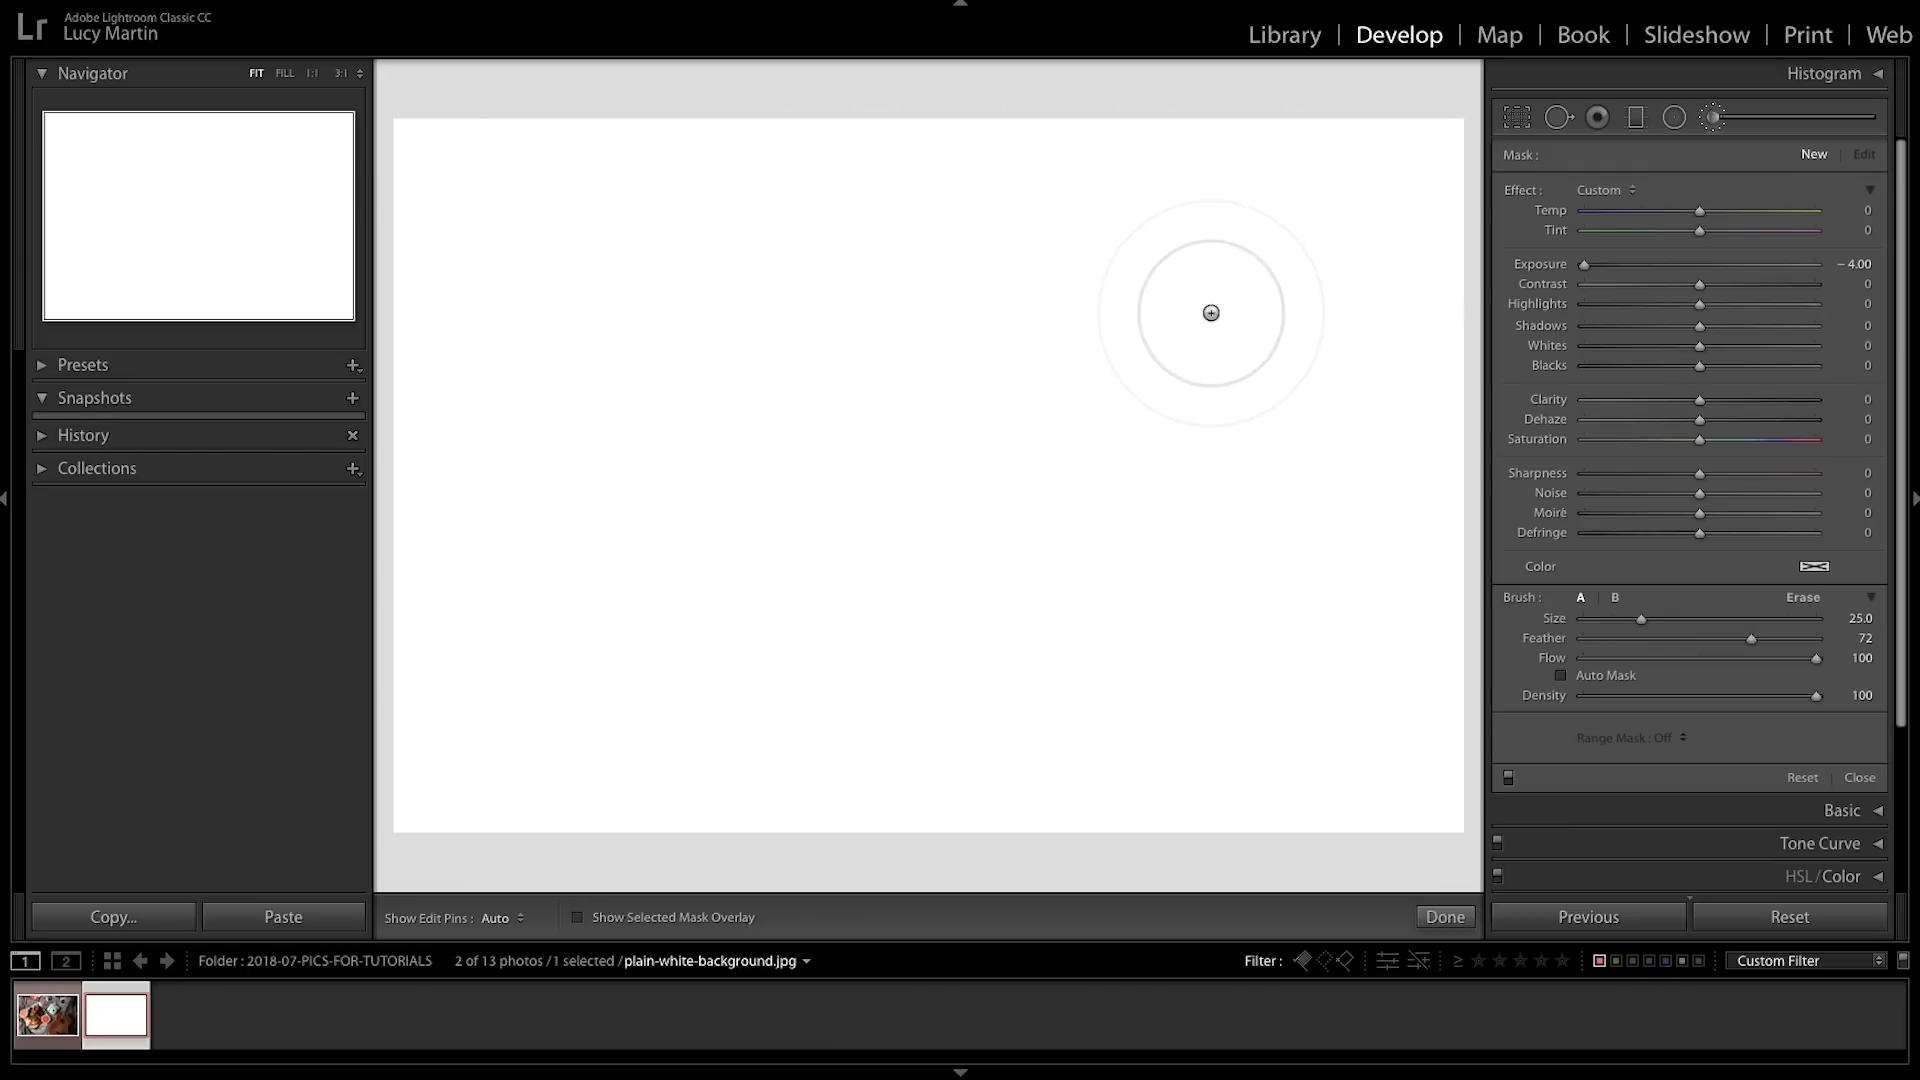 Lr Adobe Lightroom Classic CC
Lucy Martin
Library | Develop | Map | Book | Slideshow | Print | Web
Navigator FIT FILL 1:1 3:1
Presets
Snapshots
History
Collections
Copy... Paste
Show Edit Pins : Auto Show Selected Mask Overlay Done
Histogram
Mask : New Edit
Effect : Custom
Temp 0
Tint 0
Exposure – 4.00
Contrast 0
Highlights 0
Shadows 0
Whites 0
Blacks 0
Clarity 0
Dehaze 0
Saturation 0
Sharpness 0
Noise 0
Moiré 0
Defringe 0
Color
Brush : A B Erase
Size 25.0
Feather 72
Flow 100
Auto Mask
Density 100
Range Mask : Off
Reset Close
Basic
Tone Curve
HSL / Color
Previous Reset
1 2 Folder : 2018-07-PICS-FOR-TUTORIALS 2 of 13 photos / 1 selected / plain-white-background.jpg Filter : ≥ Custom Filter